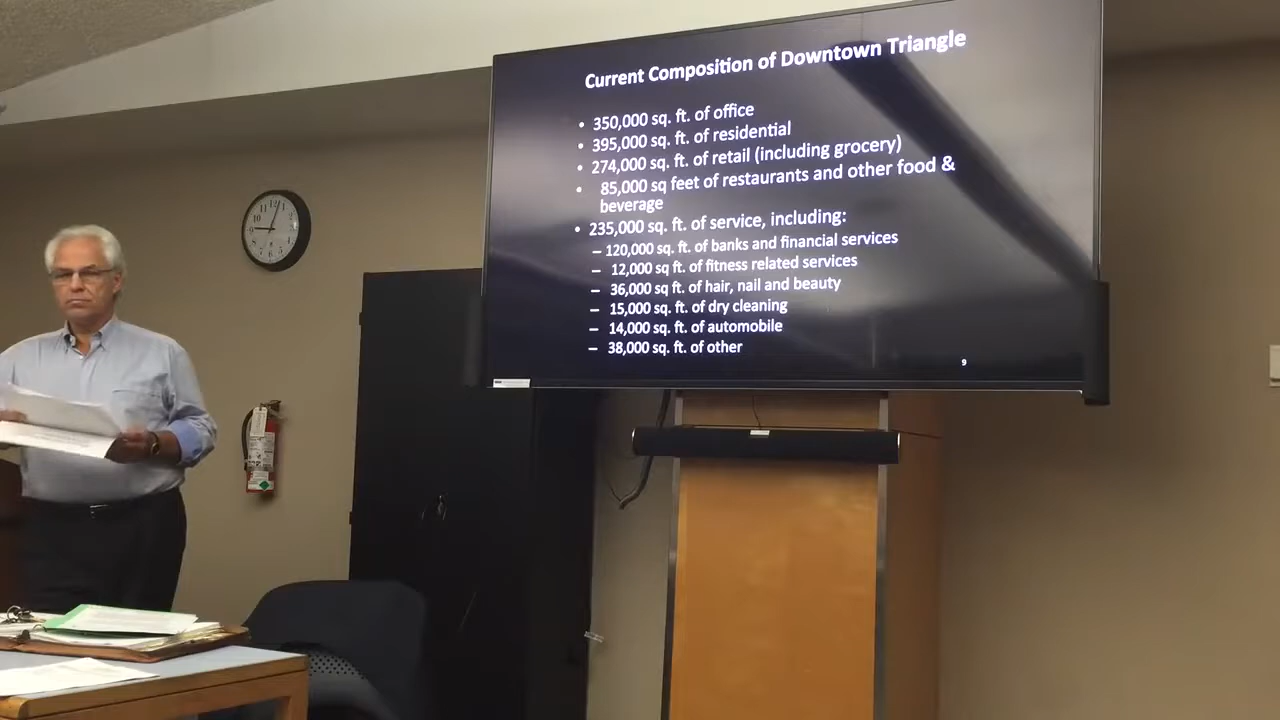 Current Composition of Downtown Triangle
• 350,000 sq. ft. of office
• 395,000 sq. ft. of residential
• 274,000 sq. ft. of retail (including grocery)
• 85,000 sq feet of restaurants and other food &
beverage
• 235,000 sq. ft. of service, including:
– 120,000 sq. ft. of banks and financial services
– 12,000 sq ft. of fitness related services
– 36,000 sq ft. of hair, nail and beauty
– 15,000 sq. ft. of dry cleaning
– 14,000 sq. ft. of automobile
– 38,000 sq. ft. of other
9